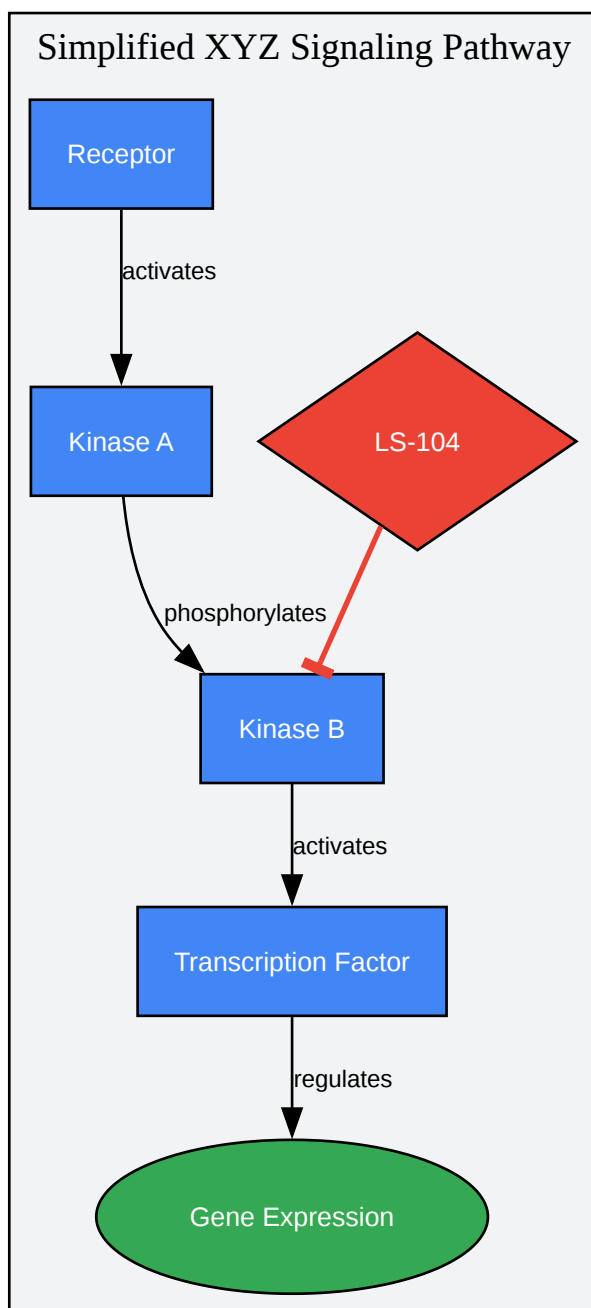 Simplified XYZ Signaling Pathway
Receptor
activates
Kinase A
LS-104
phosphorylates
Kinase B
activates
Transcription Factor
regulates
Gene Expression